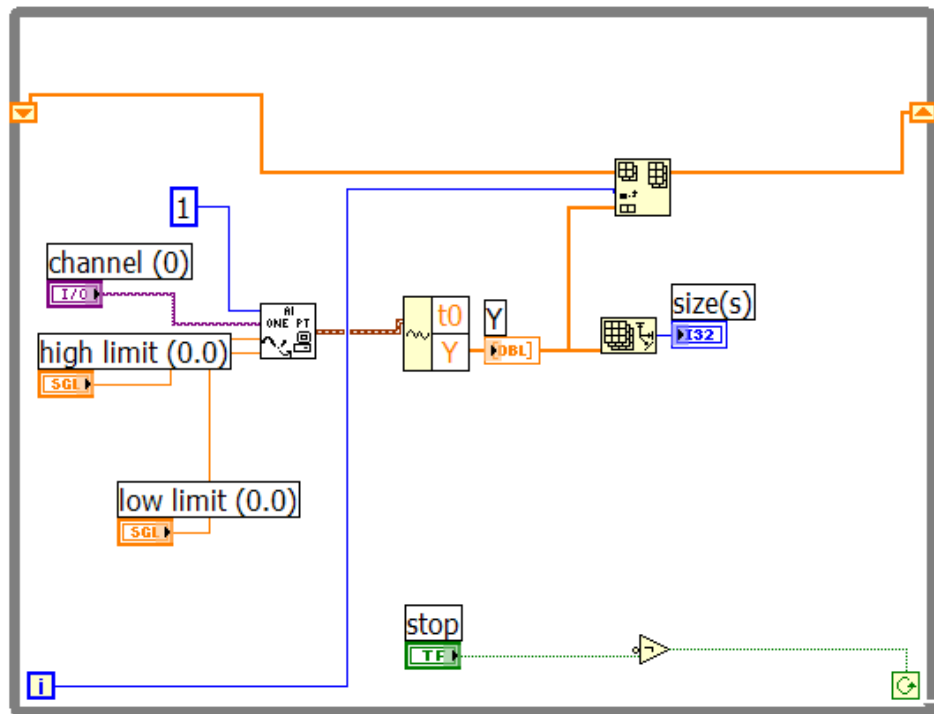 1
channel (0)
I/O
AI
ONE PT
high limit (0.0)
SGL
t0
Y
Y
[DBL]
size(s)
I32
low limit (0.0)
SGL
stop
TF
i